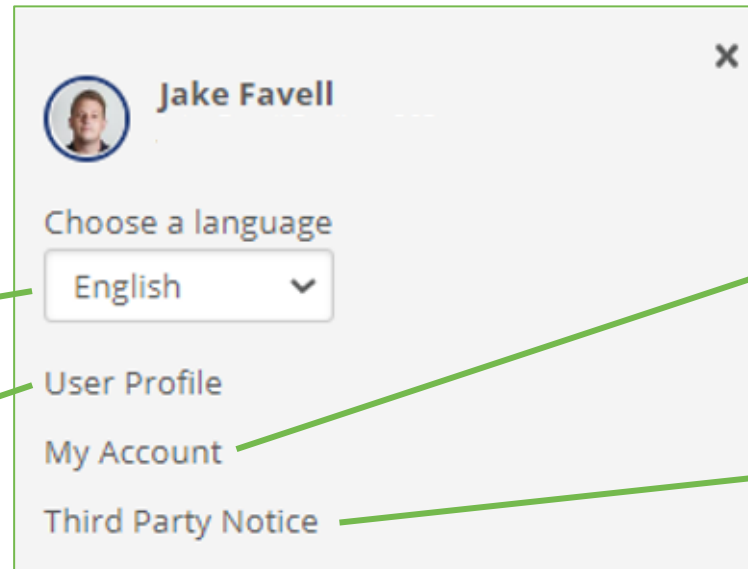 Jake Favell
Choose a language
English
User Profile
My Account
Third Party Notice